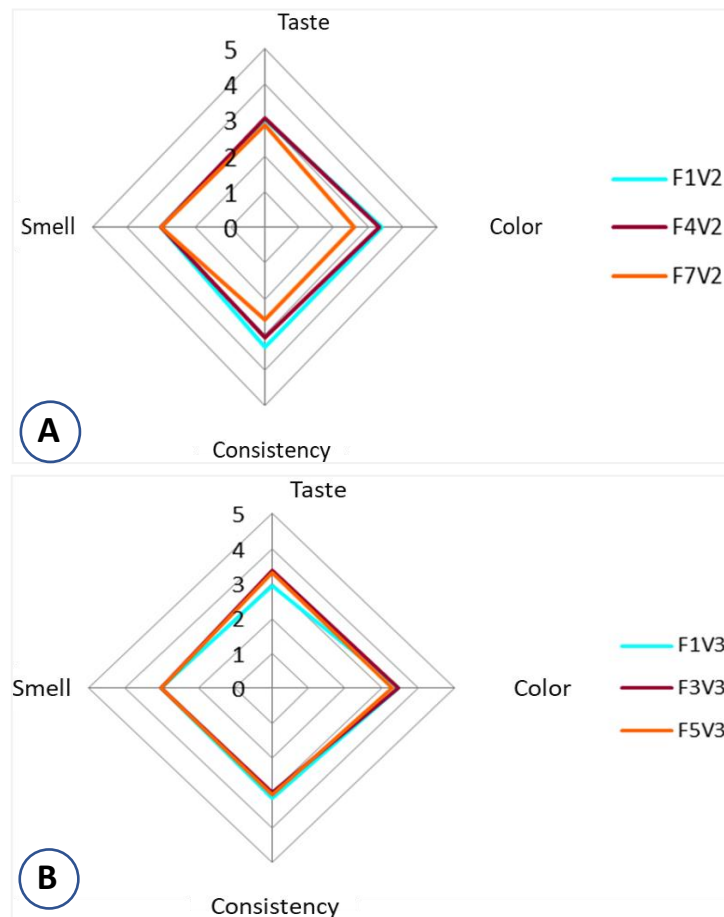 Taste
5
4
3
2
1
0
Smell
Color
Consistency
F1V2
F4V2
F7V2
A
Taste
5
4
3
2
1
0
Smell
Color
Consistency
F1V3
F3V3
F5V3
B